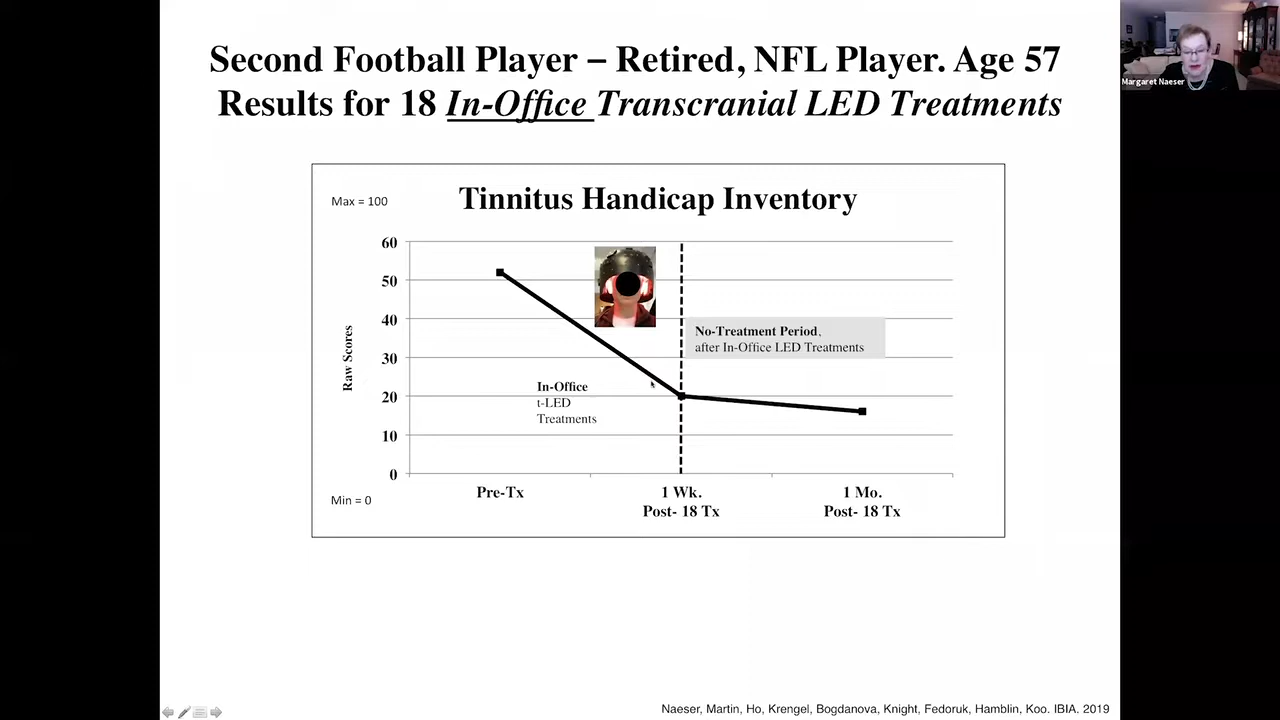 Second Football Player – Retired, NFL Player. Age 57
Results for 18 In-Office Transcranial LED Treatments
Margaret Naeser
Max = 100
Tinnitus Handicap Inventory
60
50
40
30
20
10
0
Raw Scores
No-Treatment Period,
after In-Office LED Treatments
In-Office
t-LED
Treatments
Min = 0
Pre-Tx
1 Wk.
Post- 18 Tx
1 Mo.
Post- 18 Tx
Naeser, Martin, Ho, Krengel, Bogdanova, Knight, Fedoruk, Hamblin, Koo. IBIA. 2019